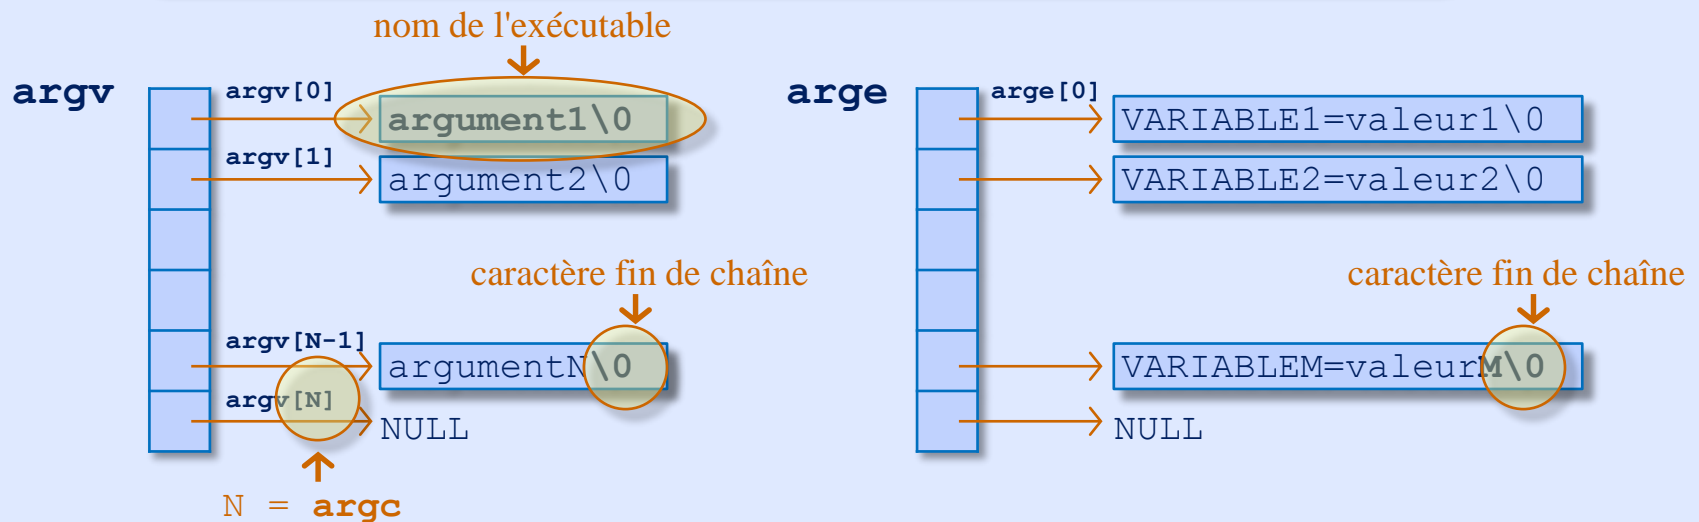 nom de l'exécutable
argv
argv[0]
argument1\0
argv[1]
argument2\0
caractère fin de chaîne
argv[N-1]
argumentN\0
argv[N]
NULL
N = argc
arge
arge[0]
VARIABLE1=valeur1\0
VARIABLE2=valeur2\0
caractère fin de chaîne
VARIABLEM=valeurM\0
NULL